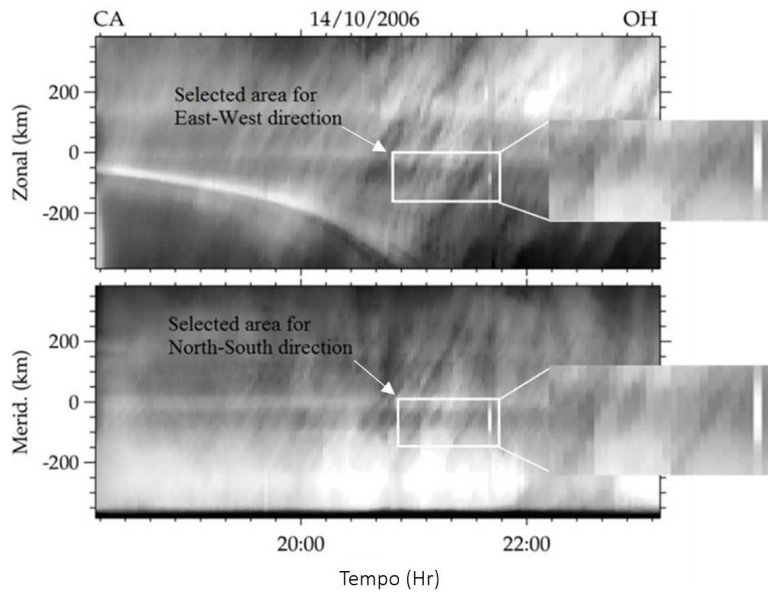 CA 14/10/2006 OH
Zonal (km)
200
0
-200
Selected area for
East-West direction
Merid. (km)
200
0
-200
Selected area for
North-South direction
20:00 22:00
Tempo (Hr)